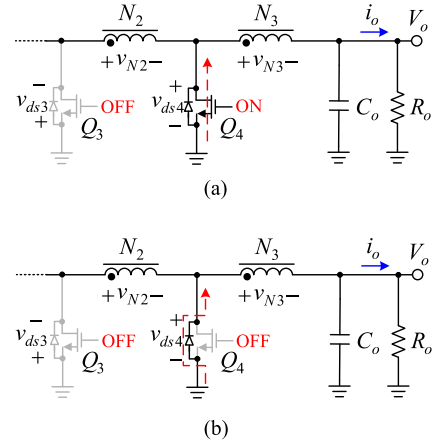 N2 N3 io Vo
+ vN2 − + vN3 −
− vds3 + OFF Q3
+ vds4 − ON Q4
Co Ro
(a)
N2 N3 io Vo
+ vN2 − + vN3 −
− vds3 + OFF Q3
+ vds4 − OFF Q4
Co Ro
(b)